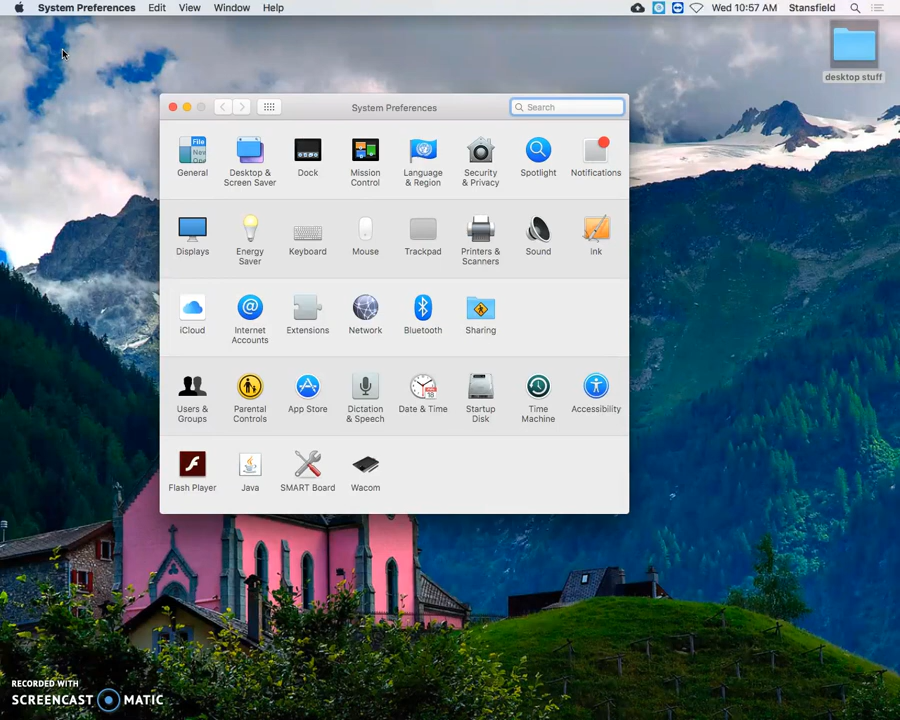 System Preferences Edit View Window Help Wed 10:57 AM Stansfield
desktop stuff
System Preferences Search
General
Desktop &
Screen Saver
Dock
Mission
Control
Language
& Region
Security
& Privacy
Spotlight
Notifications
Displays
Energy
Saver
Keyboard
Mouse
Trackpad
Printers &
Scanners
Sound
Ink
iCloud
Internet
Accounts
Extensions
Network
Bluetooth
Sharing
Users &
Groups
Parental
Controls
App Store
Dictation
& Speech
Date & Time
Startup
Disk
Time
Machine
Accessibility
Flash Player
Java
SMART Board
Wacom
RECORDED WITH
SCREENCAST MATIC